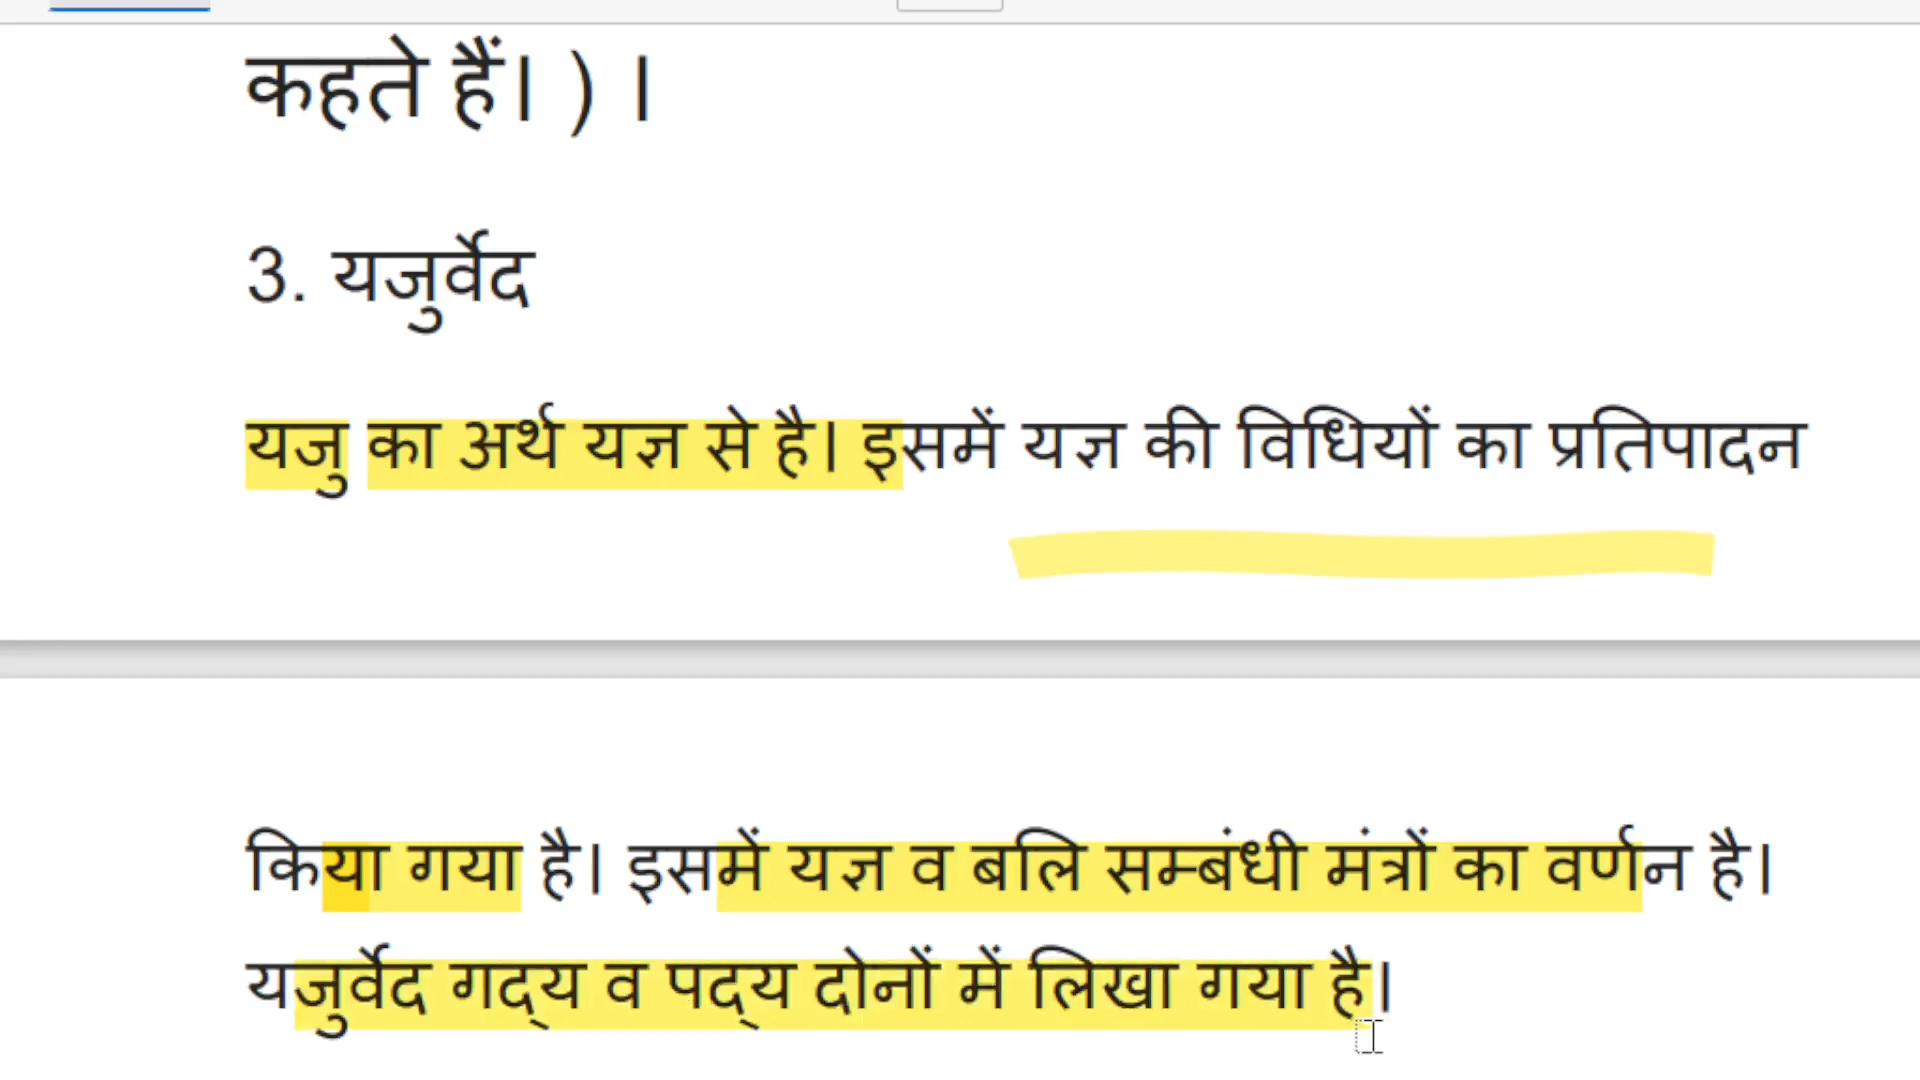 कहते हैं। ) ।
3. यजुर्वेद
यजु का अर्थ यज्ञ से है। इसमें यज्ञ की विधियों का प्रतिपादन
किया गया है। इसमें यज्ञ व बलि सम्बंधी मंत्रों का वर्णन है।
यजुर्वेद गद्‌य व पद्‌य दोनों में लिखा गया है।